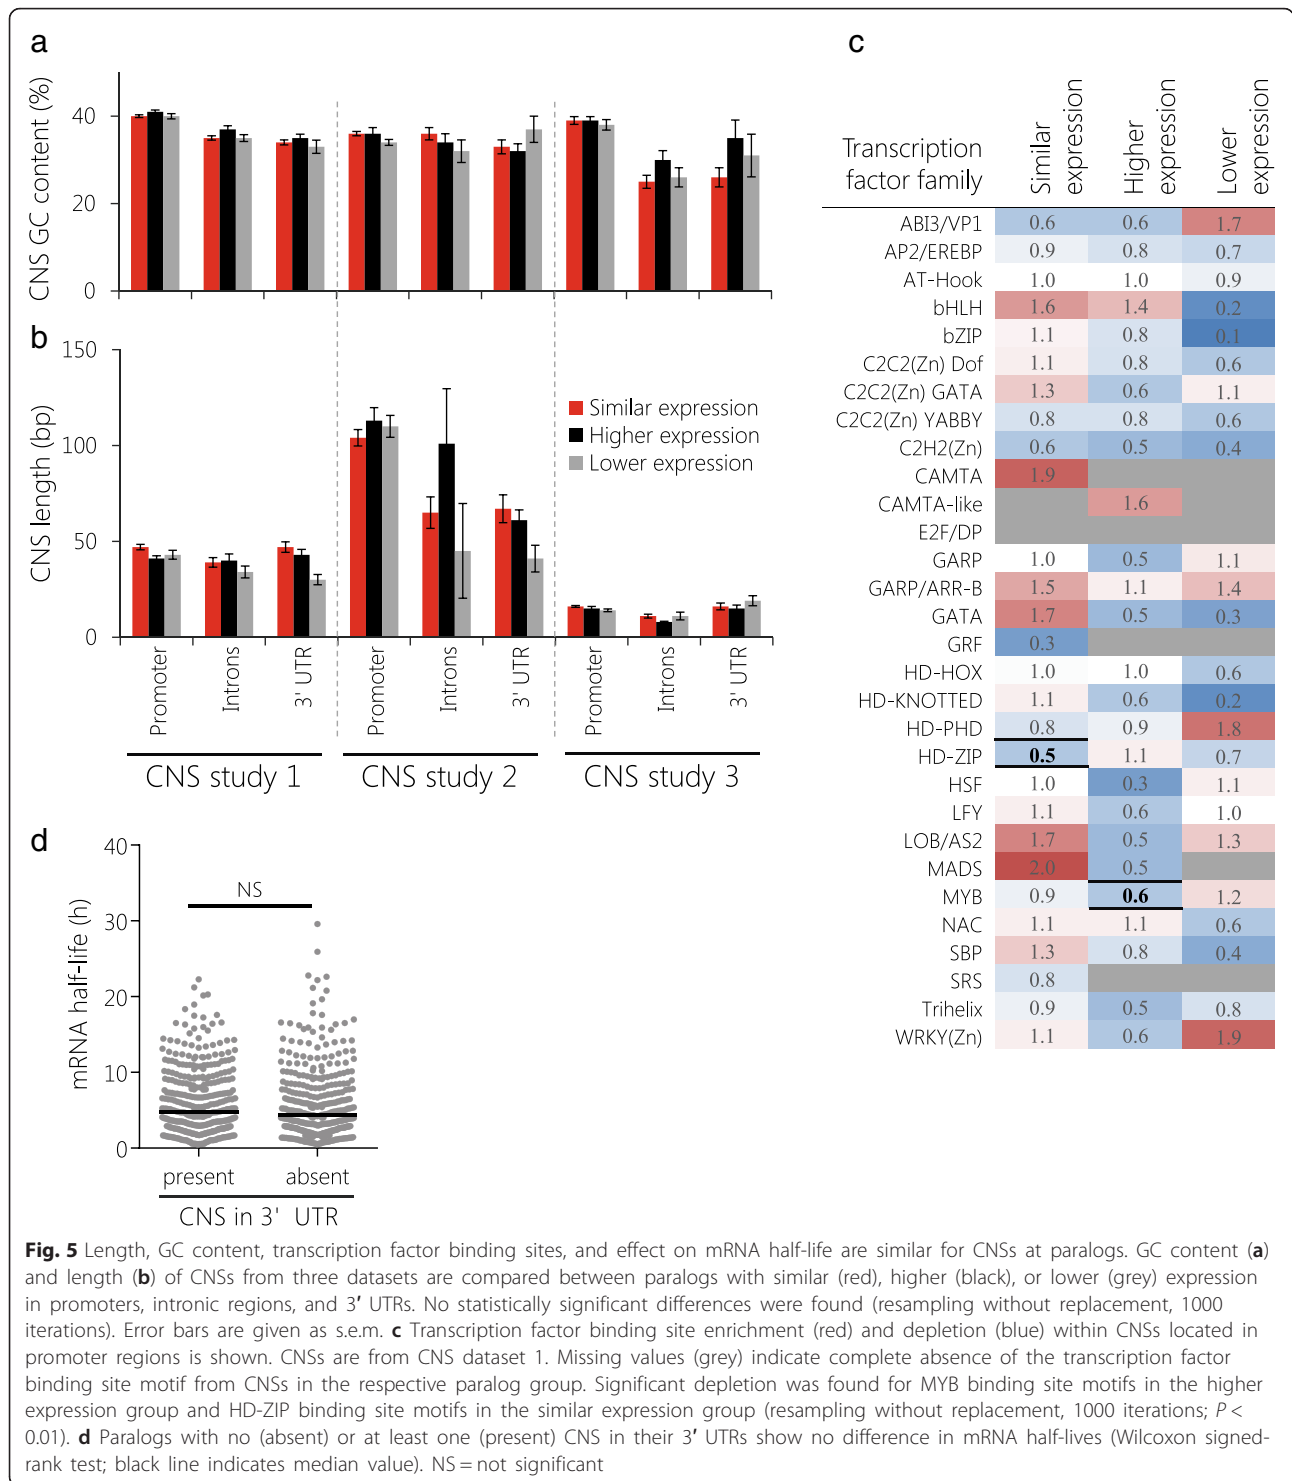 a
CNS GC content (%)
40
20
0
b
CNS length (bp)
150
100
50
0
Similar expression
Higher expression
Lower expression
Promoter
Introns
3' UTR
Promoter
Introns
3' UTR
Promoter
Introns
3' UTR
CNS study 1
CNS study 2
CNS study 3
c
Transcription
factor family
Similar
expression
Higher
expression
Lower
expression
ABI3/VP1 0.6 0.6 1.7
AP2/EREBP 0.9 0.8 0.7
AT-Hook 1.0 1.0 0.9
bHLH 1.6 1.4 0.2
bZIP 1.1 0.8 0.1
C2C2(Zn) Dof 1.1 0.8 0.6
C2C2(Zn) GATA 1.3 0.6 1.1
C2C2(Zn) YABBY 0.8 0.8 0.6
C2H2(Zn) 0.6 0.5 0.4
CAMTA 1.9
CAMTA-like 1.6
E2F/DP
GARP 1.0 0.5 1.1
GARP/ARR-B 1.5 1.1 1.4
GATA 1.7 0.5 0.3
GRF 0.3
HD-HOX 1.0 1.0 0.6
HD-KNOTTED 1.1 0.6 0.2
HD-PHD 0.8 0.9 1.8
HD-ZIP 0.5 1.1 0.7
HSF 1.0 0.3 1.1
LFY 1.1 0.6 1.0
LOB/AS2 1.7 0.5 1.3
MADS 2.0 0.5
MYB 0.9 0.6 1.2
NAC 1.1 1.1 0.6
SBP 1.3 0.8 0.4
SRS 0.8
Trihelix 0.9 0.5 0.8
WRKY(Zn) 1.1 0.6 1.9
d
mRNA half-life (h)
40
30
20
10
0
NS
present absent
CNS in 3' UTR
Fig. 5 Length, GC content, transcription factor binding sites, and effect on mRNA half-life are similar for CNSs at paralogs. GC content (a)
and length (b) of CNSs from three datasets are compared between paralogs with similar (red), higher (black), or lower (grey) expression
in promoters, intronic regions, and 3′ UTRs. No statistically significant differences were found (resampling without replacement, 1000
iterations). Error bars are given as s.e.m. c Transcription factor binding site enrichment (red) and depletion (blue) within CNSs located in
promoter regions is shown. CNSs are from CNS dataset 1. Missing values (grey) indicate complete absence of the transcription factor
binding site motif from CNSs in the respective paralog group. Significant depletion was found for MYB binding site motifs in the higher
expression group and HD-ZIP binding site motifs in the similar expression group (resampling without replacement, 1000 iterations; P <
0.01). d Paralogs with no (absent) or at least one (present) CNS in their 3′ UTRs show no difference in mRNA half-lives (Wilcoxon signed-
rank test; black line indicates median value). NS = not significant